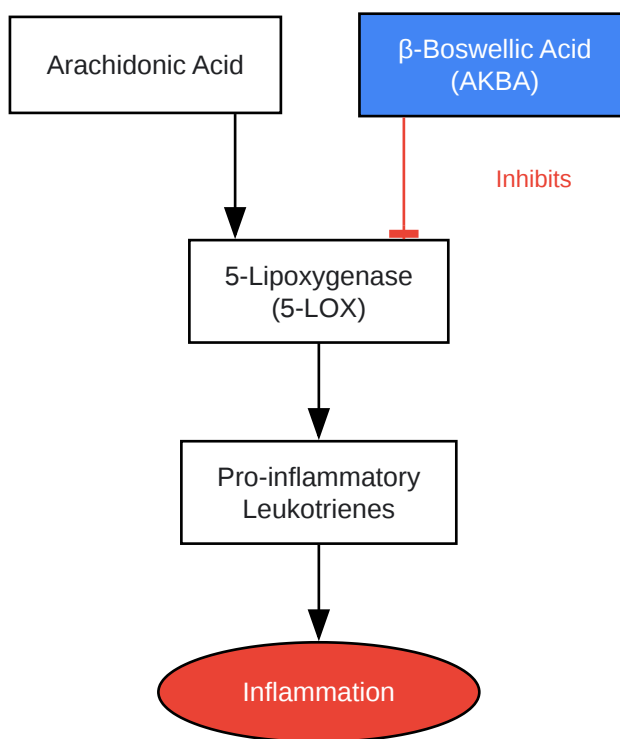 Arachidonic Acid
β-Boswellic Acid
(AKBA)
Inhibits
5-Lipoxygenase
(5-LOX)
Pro-inflammatory
Leukotrienes
Inflammation